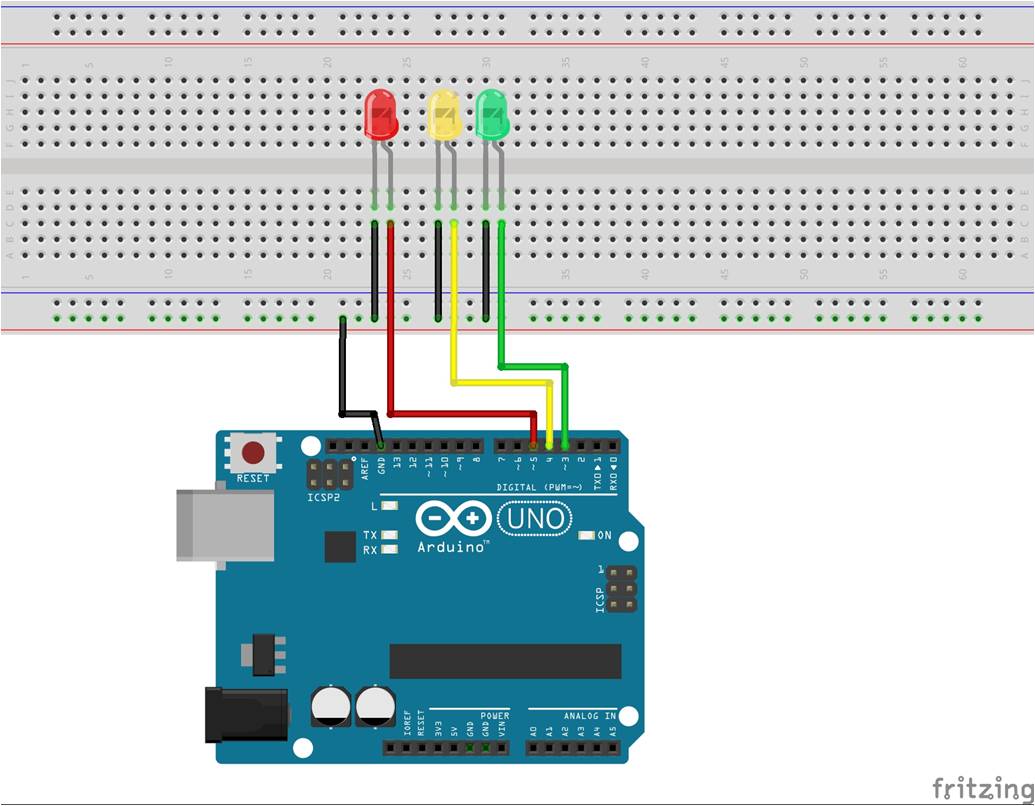 1 5 10 15 20 25 30 35 40 45 50 55 60
J J
I I
H H
G G
F F
E E
D D
C C
B B
A A
1 5 10 15 20 25 30 35 40 45 50 55 60
RESET
ICSP2
AREF GND 13 12 ~11 ~10 ~9 8 7 ~6 ~5 4 ~3 2 TX0▶1 RX0◀0
DIGITAL (PWM=~)
L
TX
RX
UNO
Arduino™
ON
1
ICSP
POWER
ANALOG IN
IOREF RESET 3V3 5V GND GND VIN A0 A1 A2 A3 A4 A5
fritzing